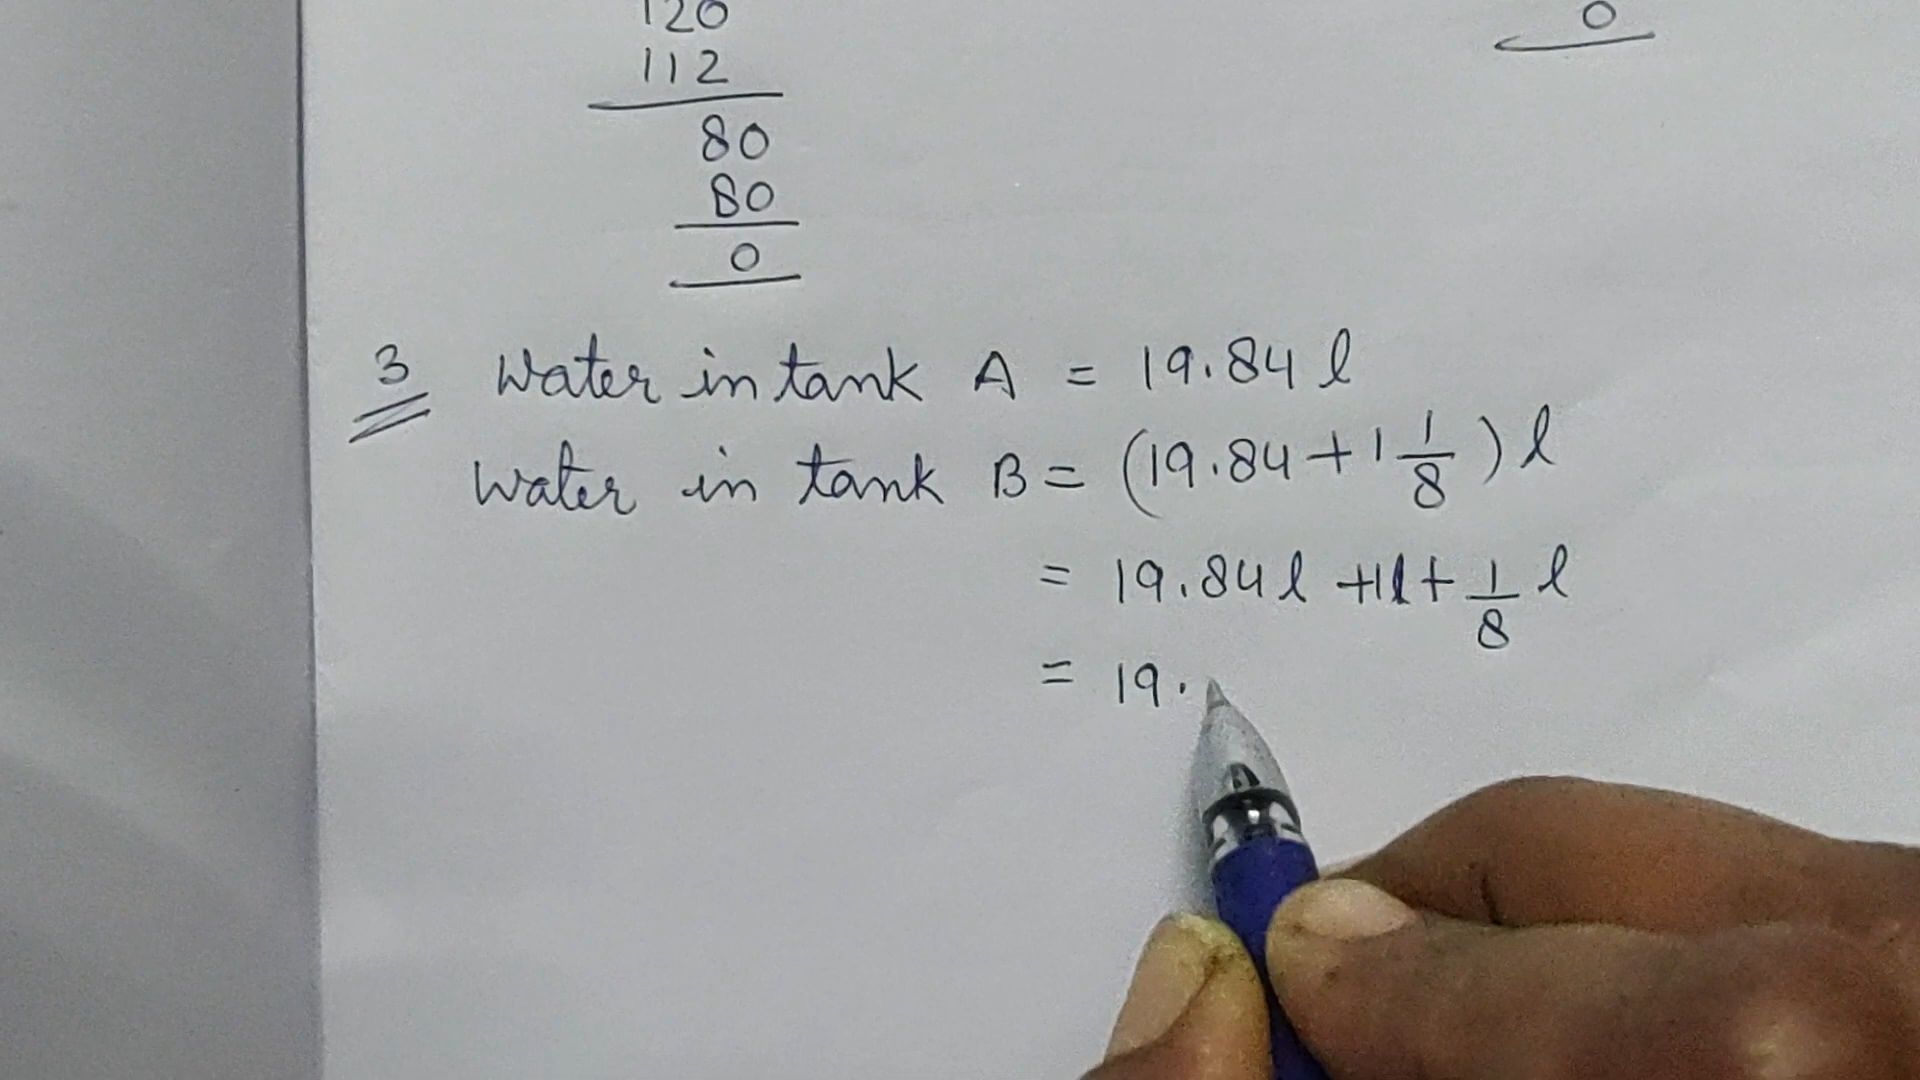 120
0
112
80
80
0
3 Water in tank A = 19.84 l
Water in tank B = (19.84 + 1 1/8) l
= 19.84 l + 1 l + 1/8 l
= 19.